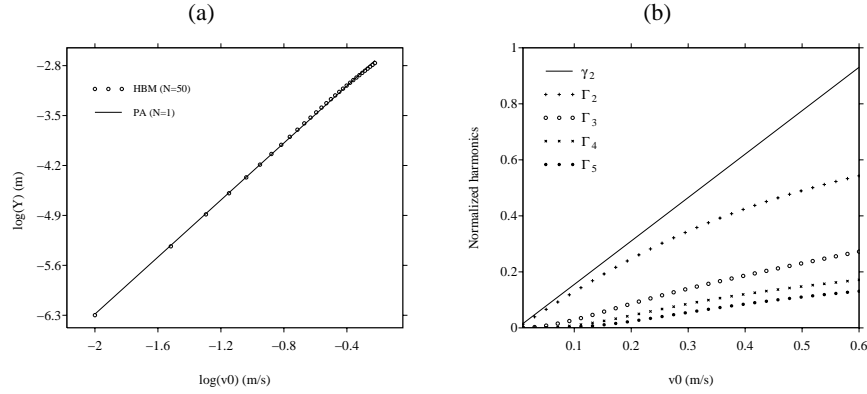 (a)
−2.8
−3.5
−4.2
−4.9
−5.6
−6.3
log(Y) (m)
HBM (N=50)
PA (N=1)
−2
−1.6
−1.2
−0.8
−0.4
log(v0) (m/s)
(b)
1
0.8
0.6
0.4
0.2
0
Normalized harmonics
γ2
Γ2
Γ3
Γ4
Γ5
0.1
0.2
0.3
0.4
0.5
0.6
v0 (m/s)